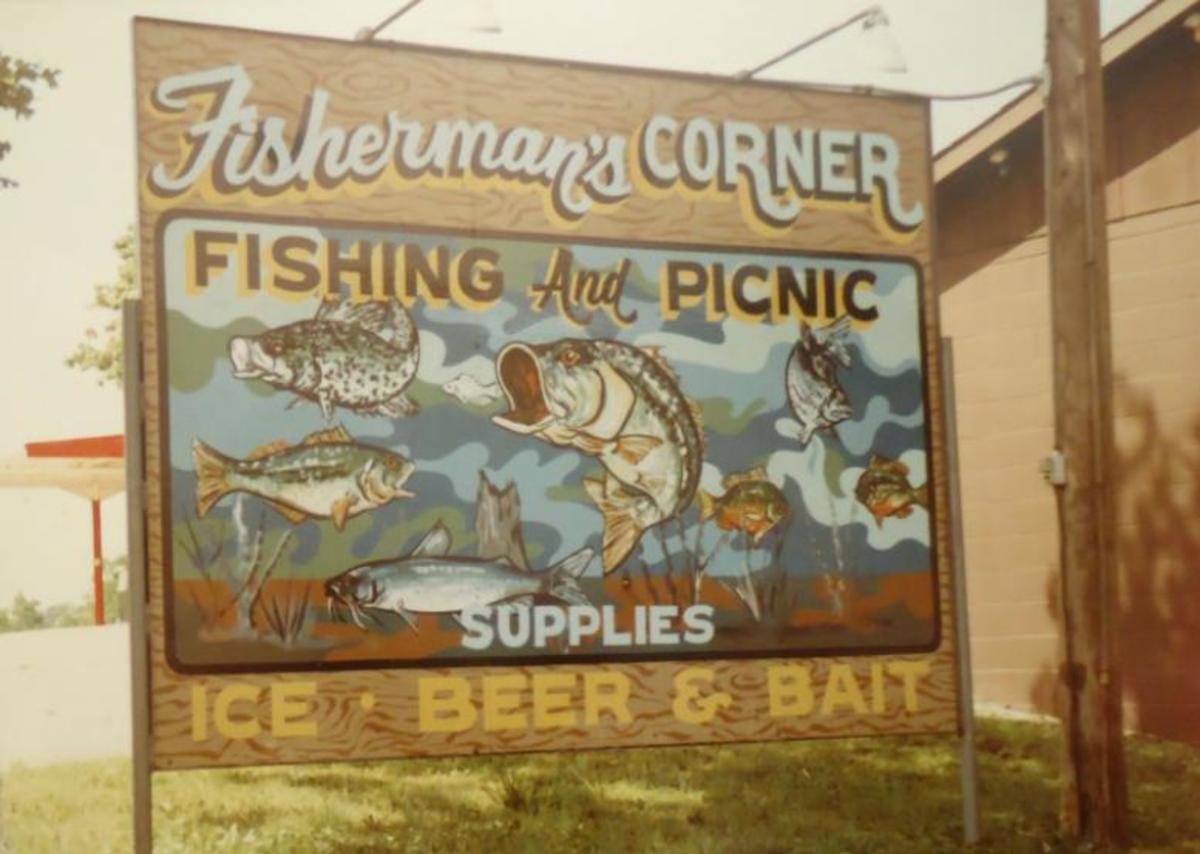 Fisherman's CORNER
FISHING And PICNIC
SUPPLIES
ICE · BEER & BAIT